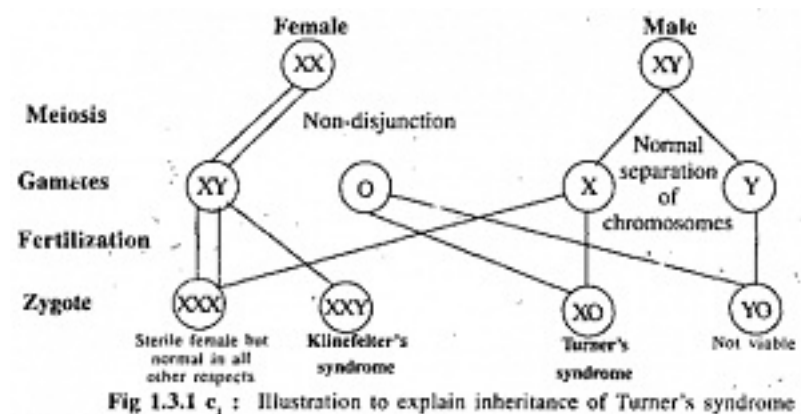 Female Male
XX XY
Meiosis
Non-disjunction
Normal
separation
of
chromosomes
Gametes XY O X Y
Fertilization
Zygote XXX XXY XO YO
Sterile female but
normal in all
other respects
Klinefelter's
syndrome
Turner's
syndrome
Not viable
Fig 1.3.1 c, : Illustration to explain inheritance of Turner's syndrome